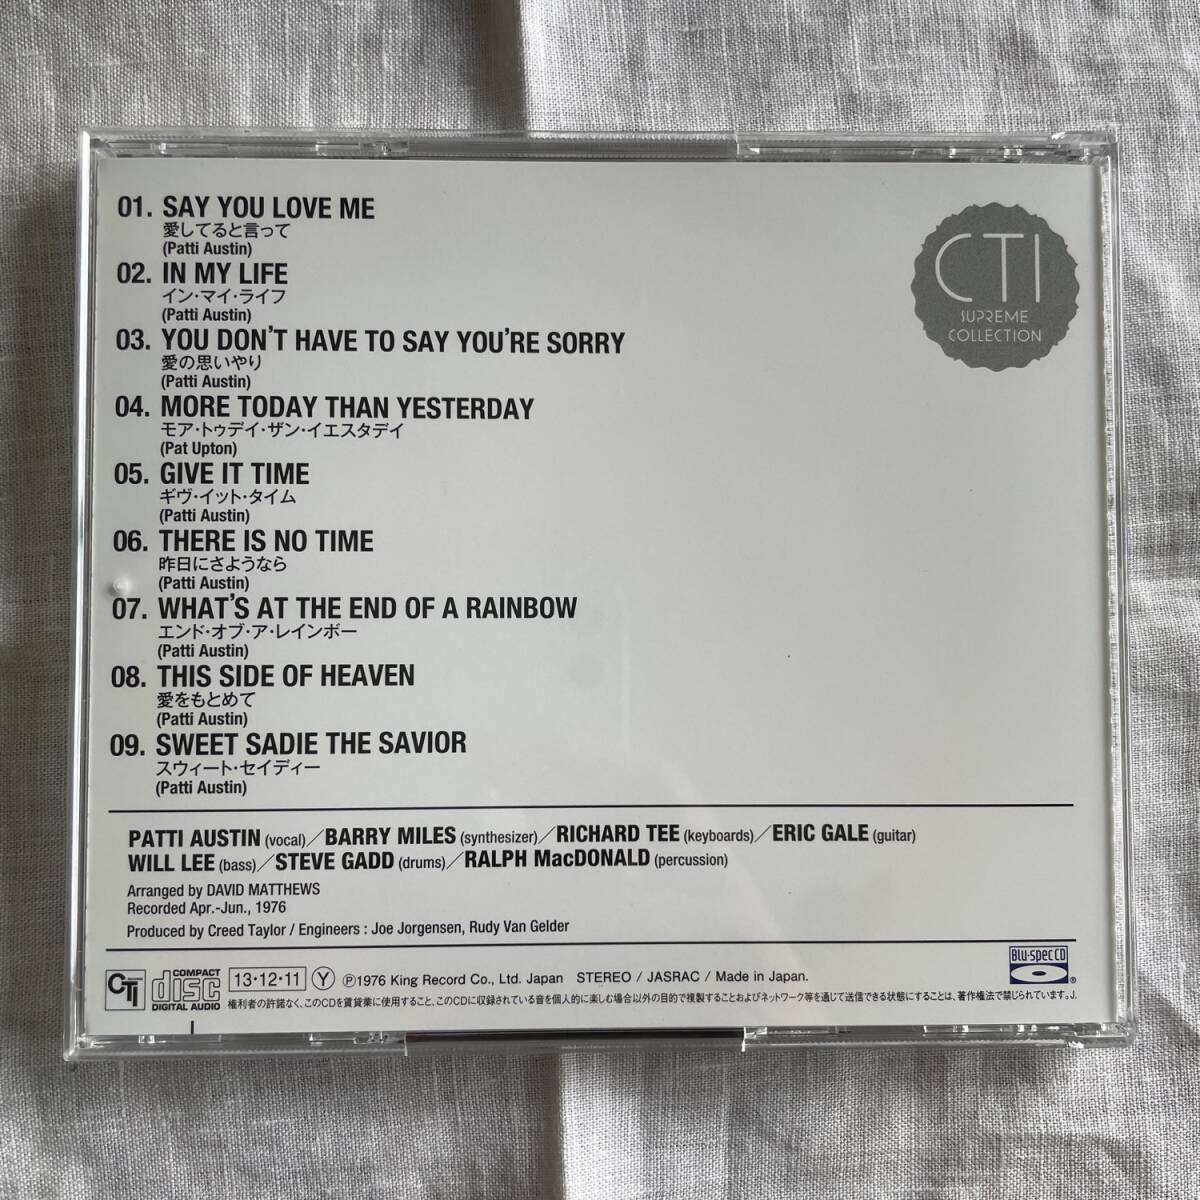 01. SAY YOU LOVE ME
愛してると言って
(Patti Austin)
02. IN MY LIFE
イン・マイ・ライフ
(Patti Austin)
03. YOU DON'T HAVE TO SAY YOU'RE SORRY
愛の思いやり
(Patti Austin)
04. MORE TODAY THAN YESTERDAY
モア・トゥデイ・ザン・イエスタデイ
(Pat Upton)
05. GIVE IT TIME
ギヴ・イット・タイム
(Patti Austin)
06. THERE IS NO TIME
昨日にさようなら
(Patti Austin)
07. WHAT'S AT THE END OF A RAINBOW
エンド・オブ・ア・レインボー
(Patti Austin)
08. THIS SIDE OF HEAVEN
愛をもとめて
(Patti Austin)
09. SWEET SADIE THE SAVIOR
スウィート・セイディー
(Patti Austin)
CTI
SUPREME
COLLECTION
PATTI AUSTIN (vocal)／BARRY MILES (synthesizer)／RICHARD TEE (keyboards)／ERIC GALE (guitar)
WILL LEE (bass)／STEVE GADD (drums)／RALPH MacDONALD (percussion)
Arranged by DAVID MATTHEWS
Recorded Apr.-Jun., 1976
Produced by Creed Taylor / Engineers : Joe Jorgensen, Rudy Van Gelder
Blu-spec CD
CTI
COMPACT
disc
DIGITAL AUDIO
13・12・11 Ⓨ ℗1976 King Record Co., Ltd. Japan STEREO / JASRAC / Made in Japan.
権利者の許諾なく、このCDを賃貸業に使用すること、このCDに収録されている音を個人的に楽しむ場合以外の目的で複製することおよびネットワーク等を通じて送信できる状態にすることは、著作権法で禁じられています。J.